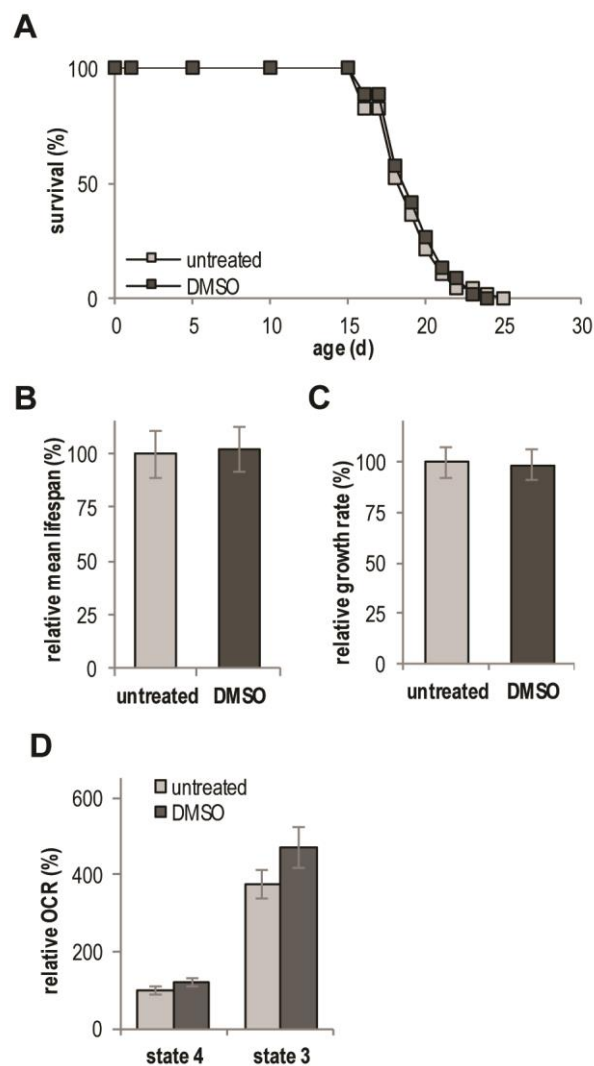 A
survival (%)
100
50
0
untreated
DMSO
0 5 10 15 20 25 30
age (d)
B
relative mean lifespan (%)
100
75
50
25
0
untreated DMSO
C
relative growth rate (%)
100
75
50
25
0
untreated DMSO
D
relative OCR (%)
600
400
200
0
untreated
DMSO
state 4 state 3